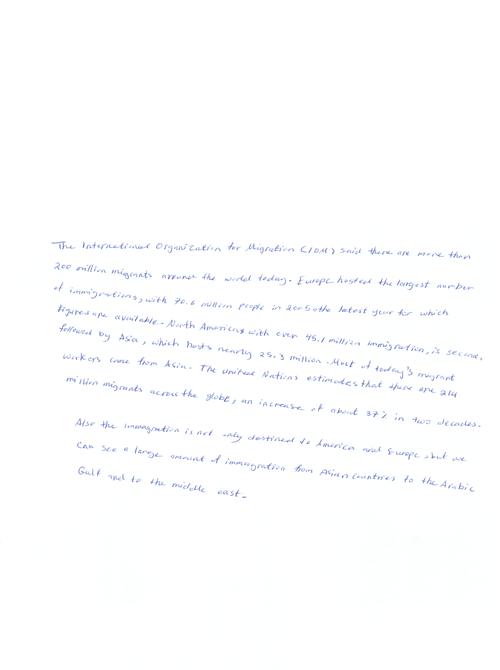 The International Organization for Migration (IOM) said there are more than
200 million migrants around the world today. Europe hosted the largest number
of immigrations, with 70.6 million people in 2005 the latest year for which
figures are available. North America, with over 45.1 million immigration, is second,
followed by Asia, which hosts nearly 25.3 million. Most of today's migrant
workers come from Asia. The United Nations estimates that there are 214
million migrants across the globe, an increase of about 37% in two decades.
Also the immagration is not only destined to America and Europe, but we
can see a large amount of immagration from Asian countries to the Arabic
Gulf and to the middle east.